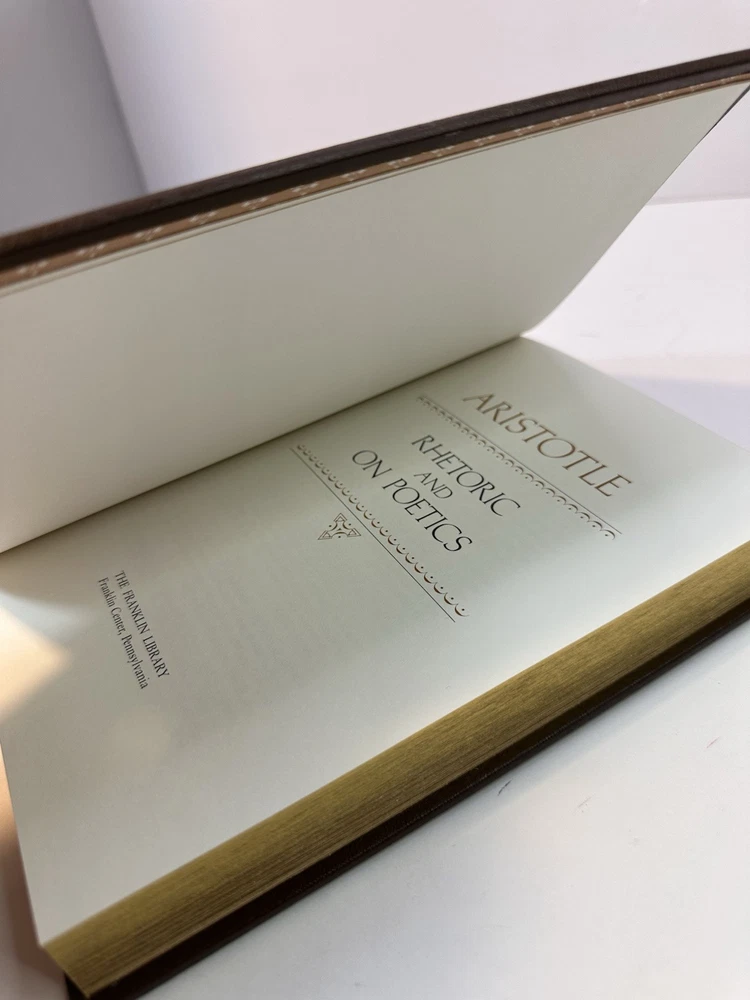 ARISTOTLE
RHETORIC
AND
ON POETICS
THE FRANKLIN LIBRARY
Franklin Center, Pennsylvania